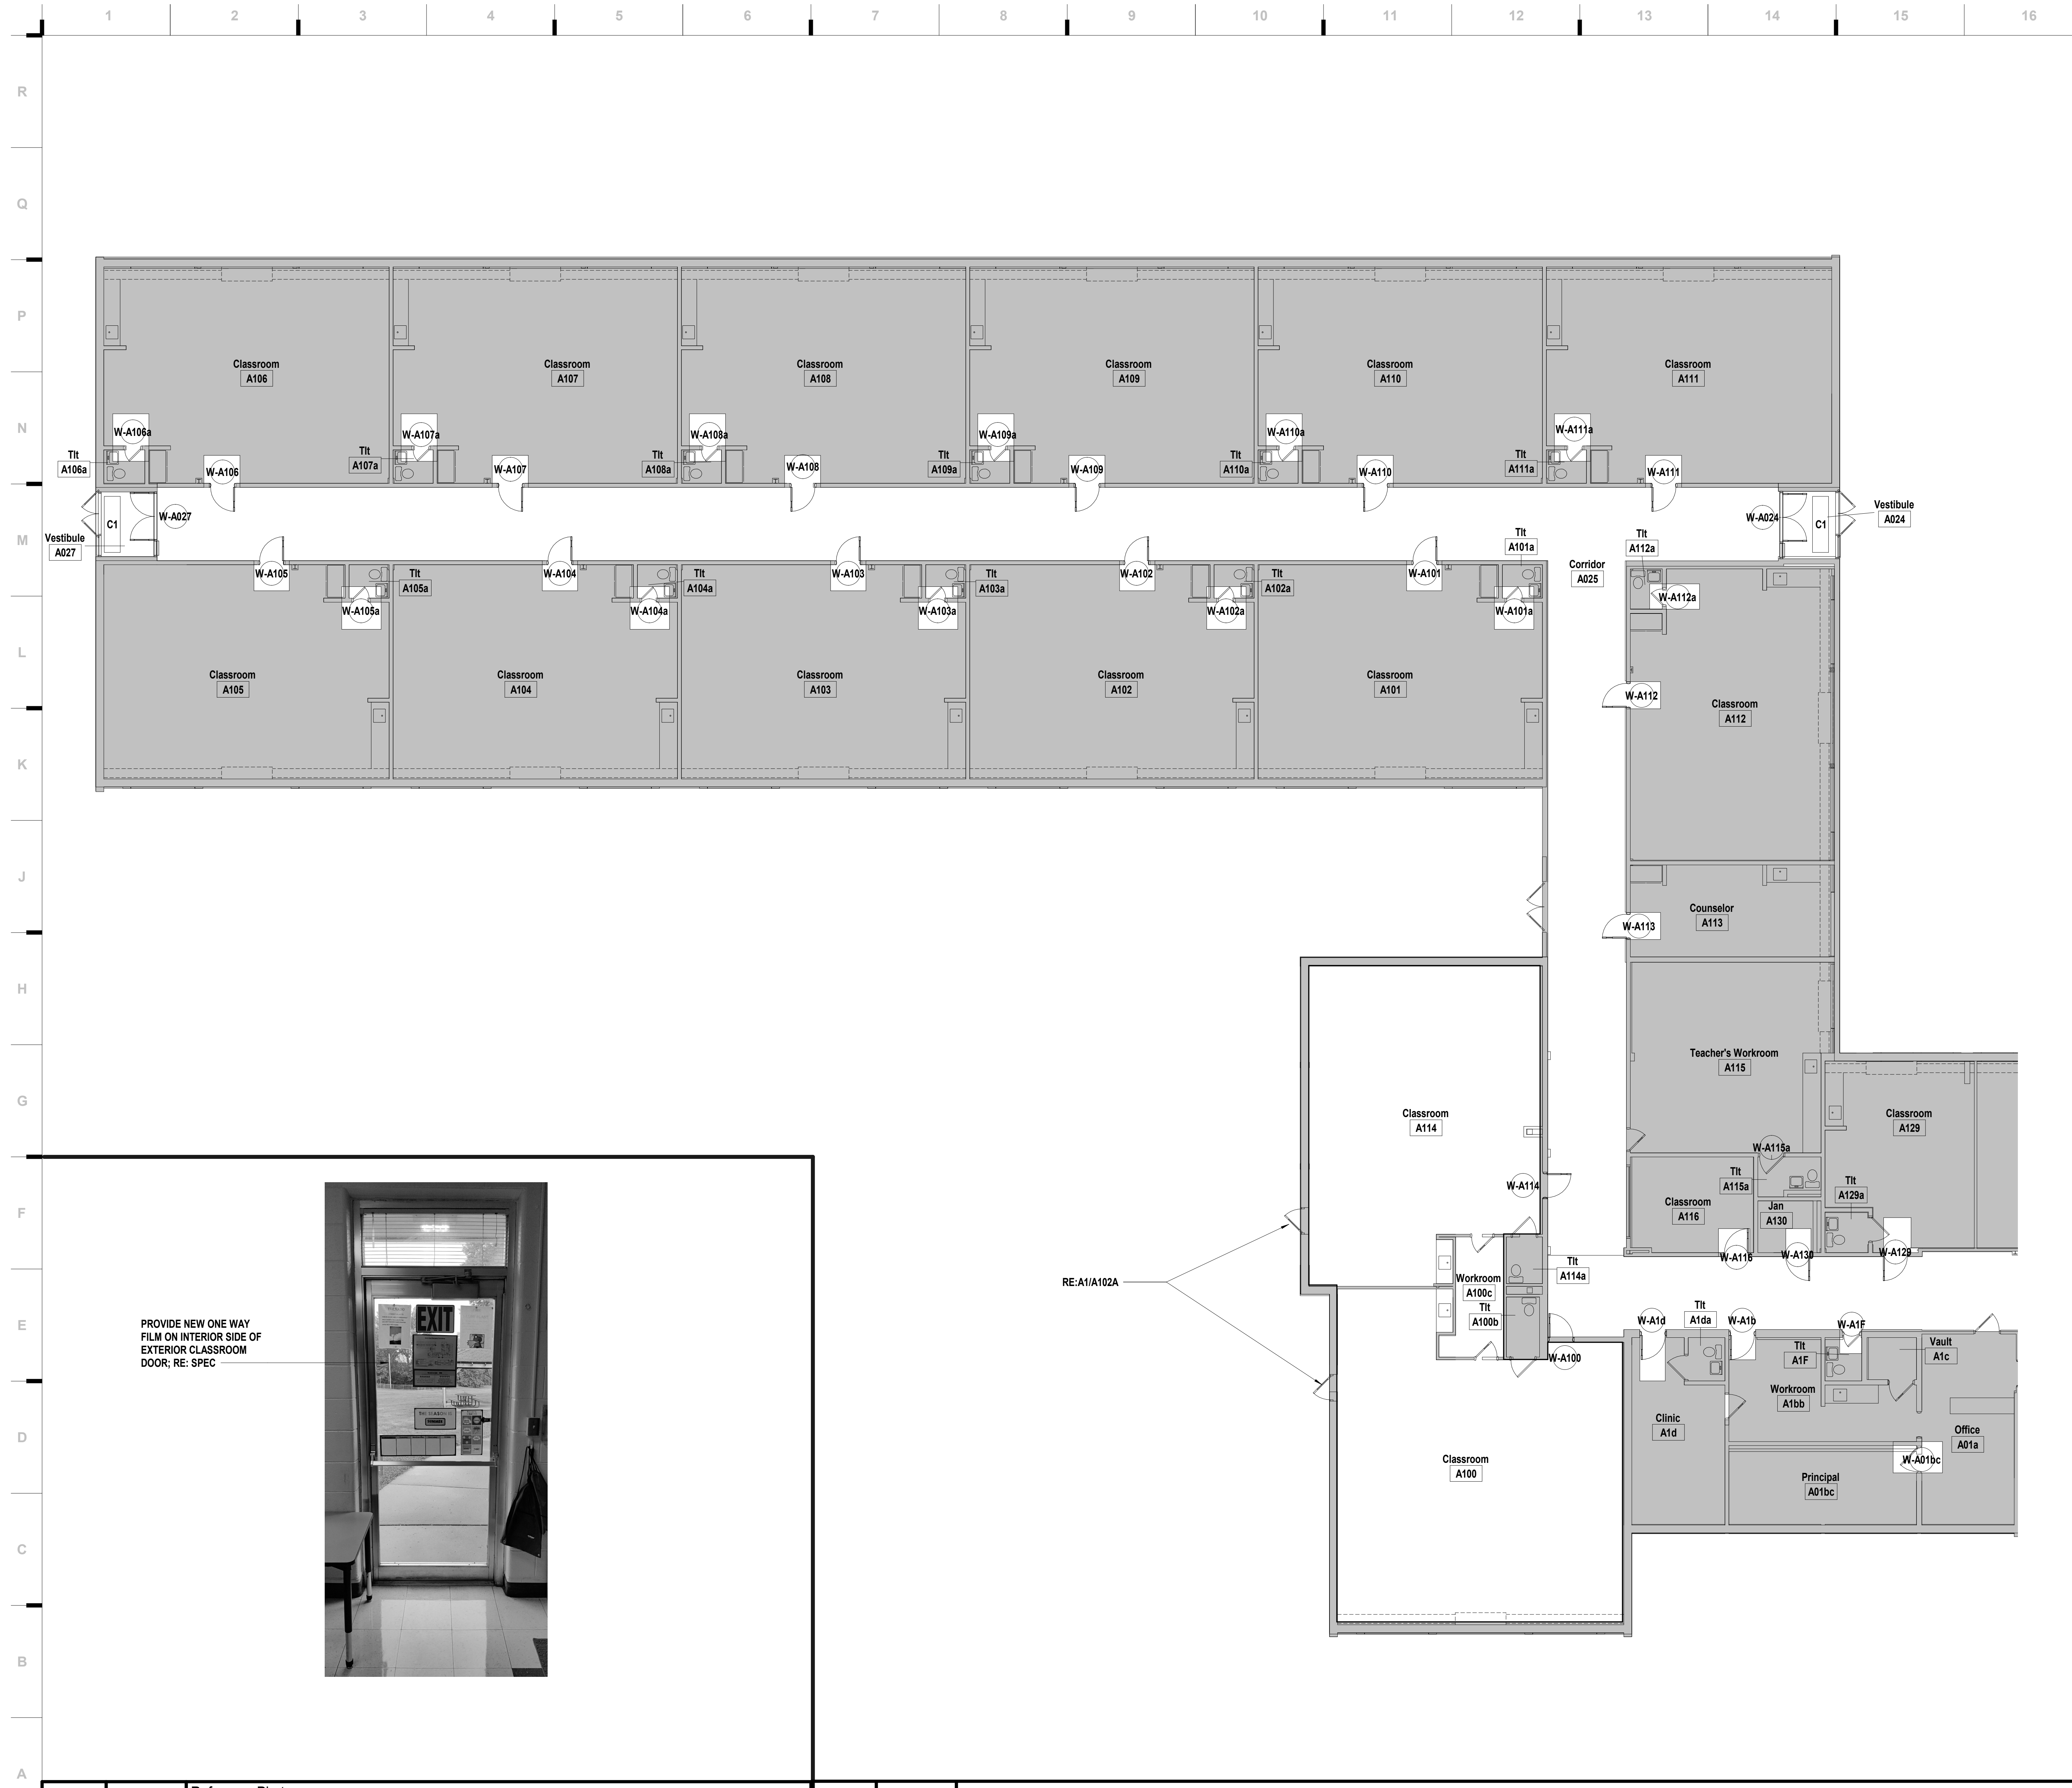 1 2 3 4 5 6 7 8 9 10 11 12 13 14 15 16
R
Q
P
Classroom
A106
Classroom
A107
Classroom
A108
Classroom
A109
Classroom
A110
Classroom
A111
N
W-A106a
W-A107a
W-A108a
W-A109a
W-A110a
W-A111a
Tlt
A106a
Tlt
A107a
Tlt
A108a
Tlt
A109a
Tlt
A110a
Tlt
A111a
W-A106
W-A107
W-A108
W-A109
W-A110
W-A111
M
C1
W-A027
Vestibule
A027
W-A024
C1
Vestibule
A024
Tlt
A101a
Tlt
A112a
Corridor
A025
W-A105
Tlt
A105a
W-A104
Tlt
A104a
W-A103
Tlt
A103a
W-A102
Tlt
A102a
W-A101
W-A105a
W-A104a
W-A103a
W-A102a
W-A101a
W-A112a
L
Classroom
A105
Classroom
A104
Classroom
A103
Classroom
A102
Classroom
A101
W-A112
Classroom
A112
K
J
Counselor
A113
W-A113
H
Teacher's Workroom
A115
G
Classroom
A114
Classroom
A129
W-A115a
Tlt
A115a
Tlt
A129a
W-A114
F
Classroom
A116
Jan
A130
W-A116
W-A130
W-A129
RE:A1/A102A
Workroom
A100c
Tlt
A114a
Tlt
A100b
E
W-A1d
Tlt
A1da
W-A1b
W-A1F
Tlt
A1F
Vault
A1c
W-A100
Workroom
A1bb
PROVIDE NEW ONE WAY
FILM ON INTERIOR SIDE OF
EXTERIOR CLASSROOM
DOOR; RE: SPEC
EXIT
D
Clinic
A1d
Office
A01a
Classroom
A100
W-A01bc
Principal
A01bc
C
B
A